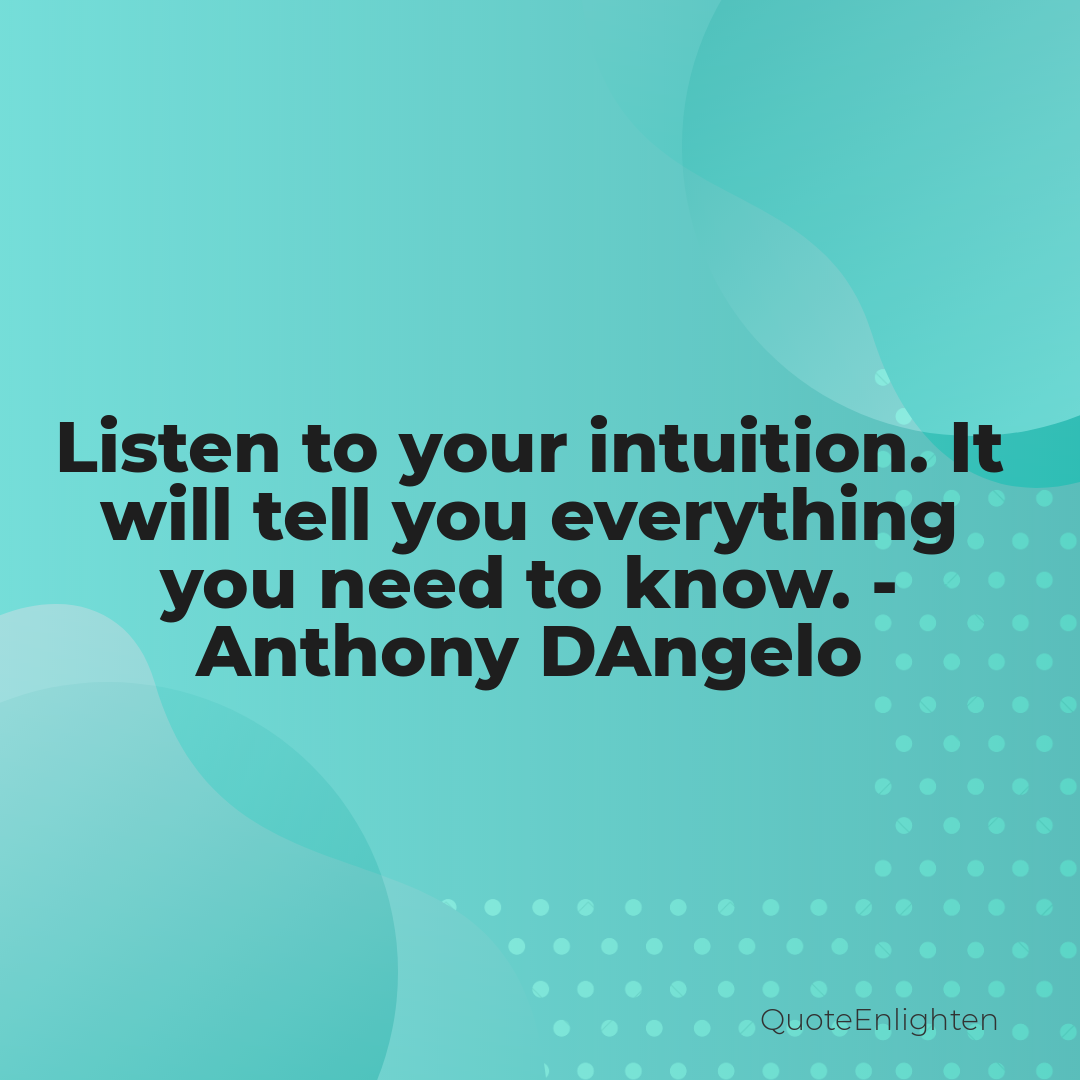 Listen to your intuition. It
will tell you everything
you need to know. -
Anthony DAngelo
QuoteEnlighten